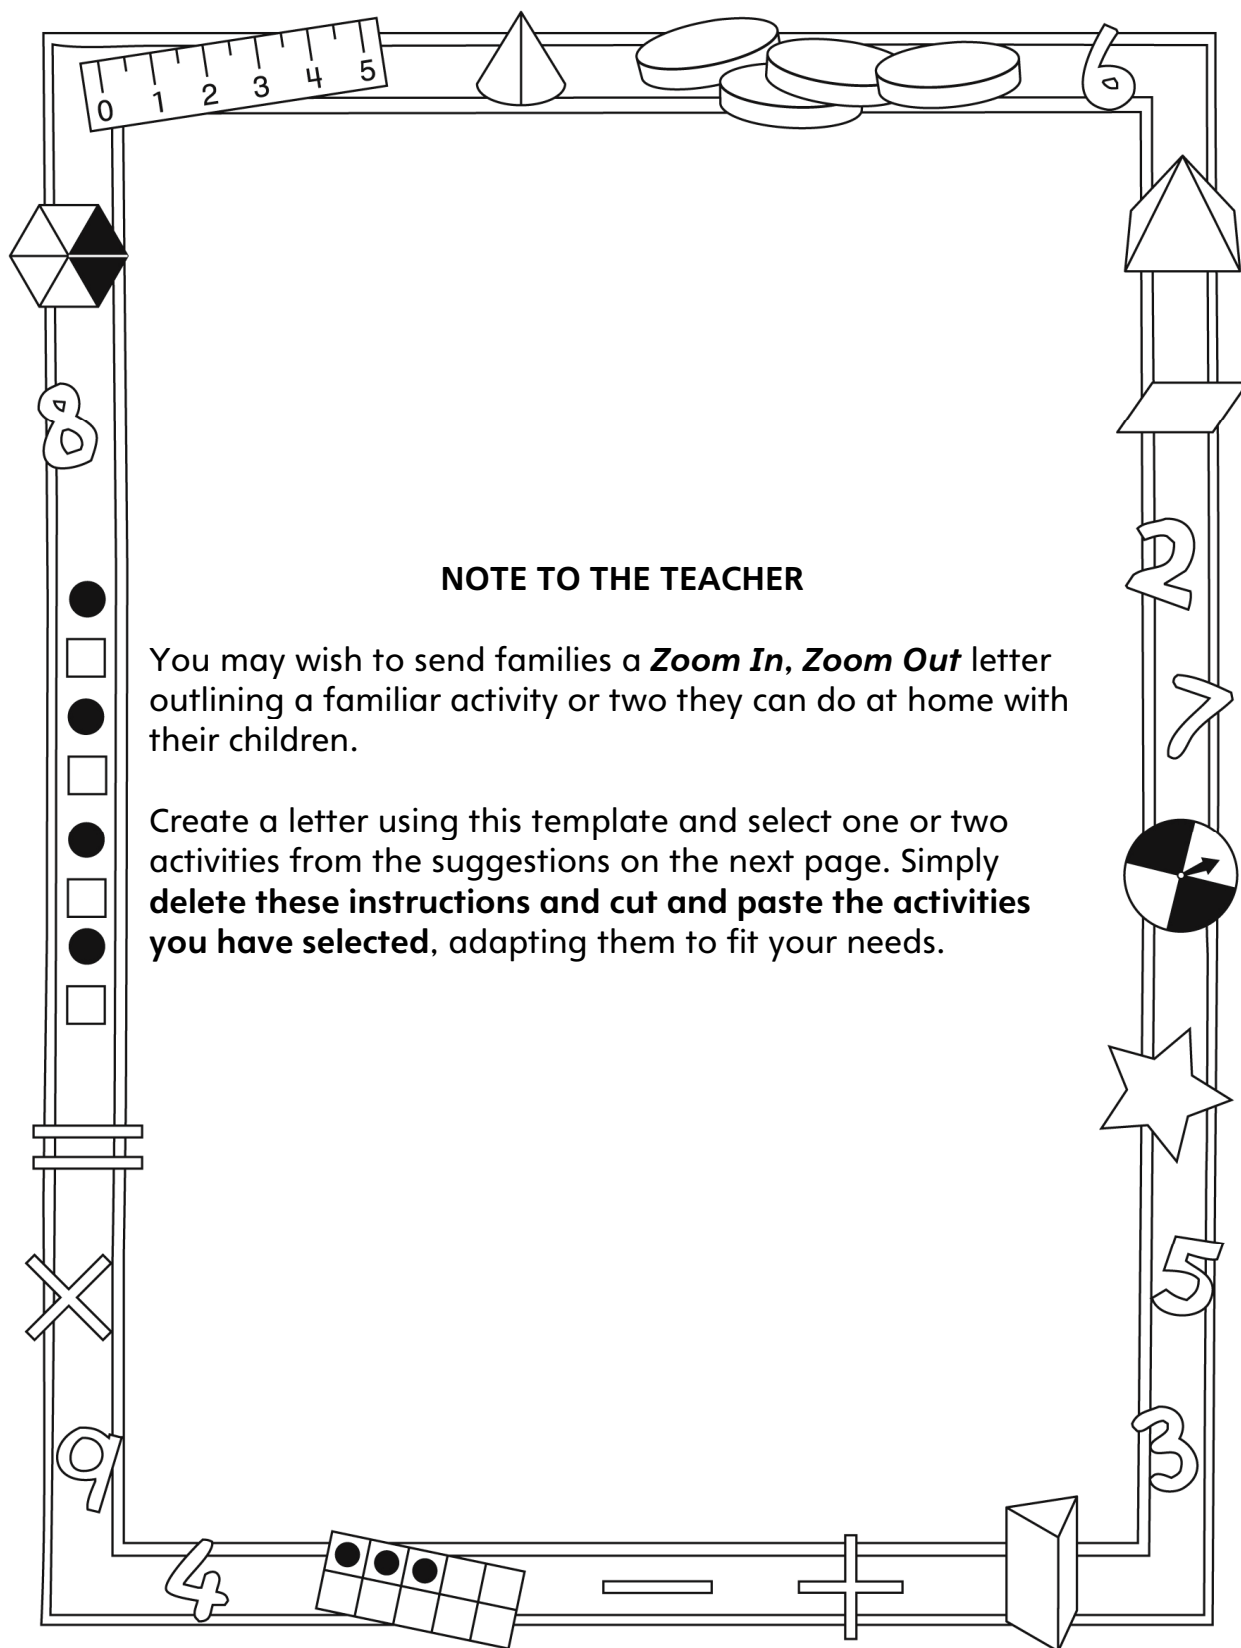 0 1 2 3 4 5
6
8
2
7
NOTE TO THE TEACHER
You may wish to send families a Zoom In, Zoom Out letter
outlining a familiar activity or two they can do at home with
their children.
Create a letter using this template and select one or two
activities from the suggestions on the next page. Simply
delete these instructions and cut and paste the activities
you have selected, adapting them to fit your needs.
=
×
5
9
3
4
−
+